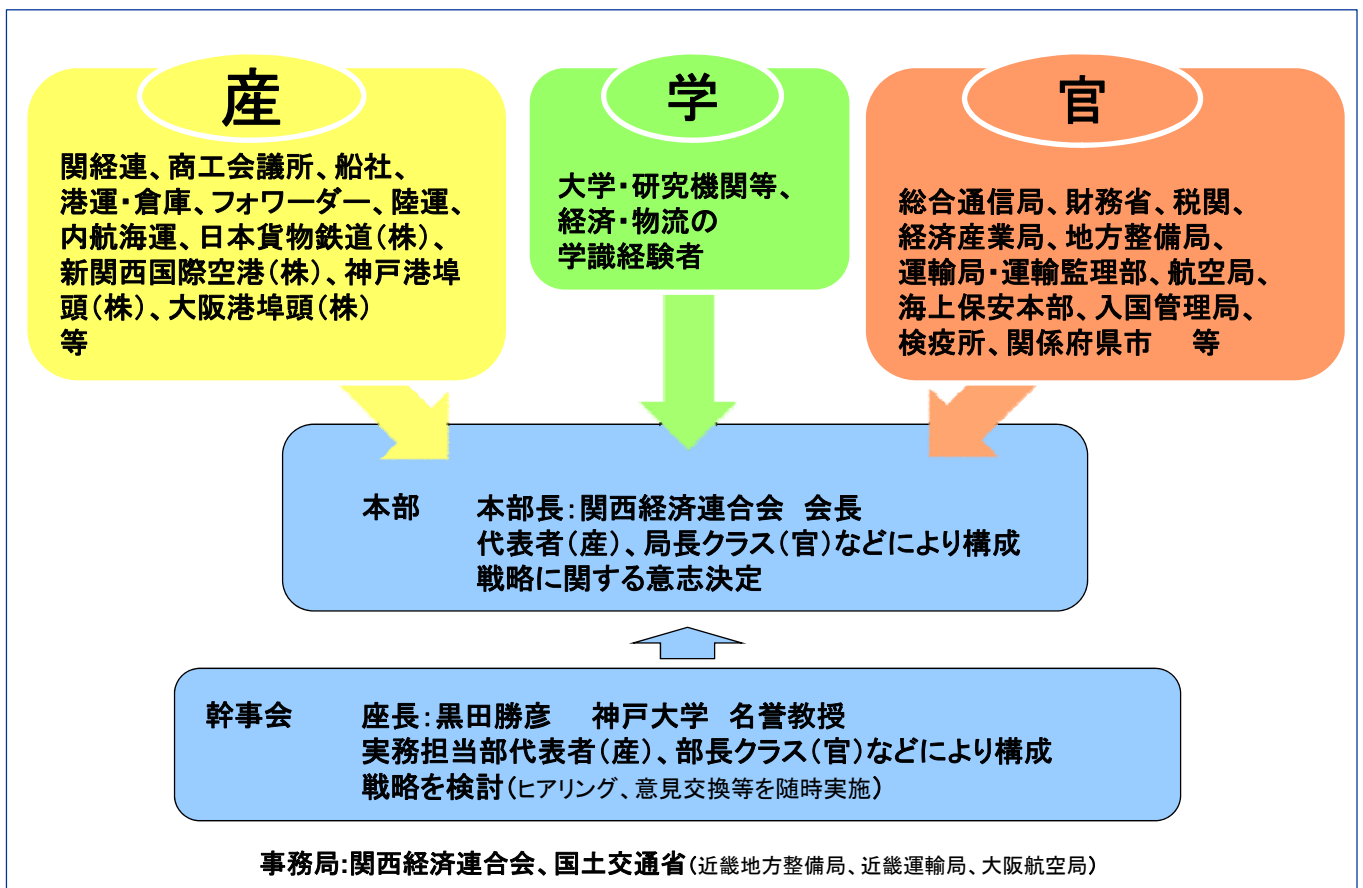 産
関経連、商工会議所、船社、
港運・倉庫、フォワーダー、陸運、
内航海運、日本貨物鉄道(株)、
新関西国際空港(株)、神戸港埠
頭(株)、大阪港埠頭(株)
等
学
大学・研究機関等、
経済・物流の
学識経験者
官
総合通信局、財務省、税関、
経済産業局、地方整備局、
運輸局・運輸監理部、航空局、
海上保安本部、入国管理局、
検疫所、関係府県市　等
本部　本部長:関西経済連合会　会長
代表者(産)、局長クラス(官)などにより構成
戦略に関する意志決定
幹事会　座長:黒田勝彦　神戸大学　名誉教授
実務担当部代表者(産)、部長クラス(官)などにより構成
戦略を検討(ヒアリング、意見交換等を随時実施)
事務局:関西経済連合会、国土交通省(近畿地方整備局、近畿運輸局、大阪航空局)